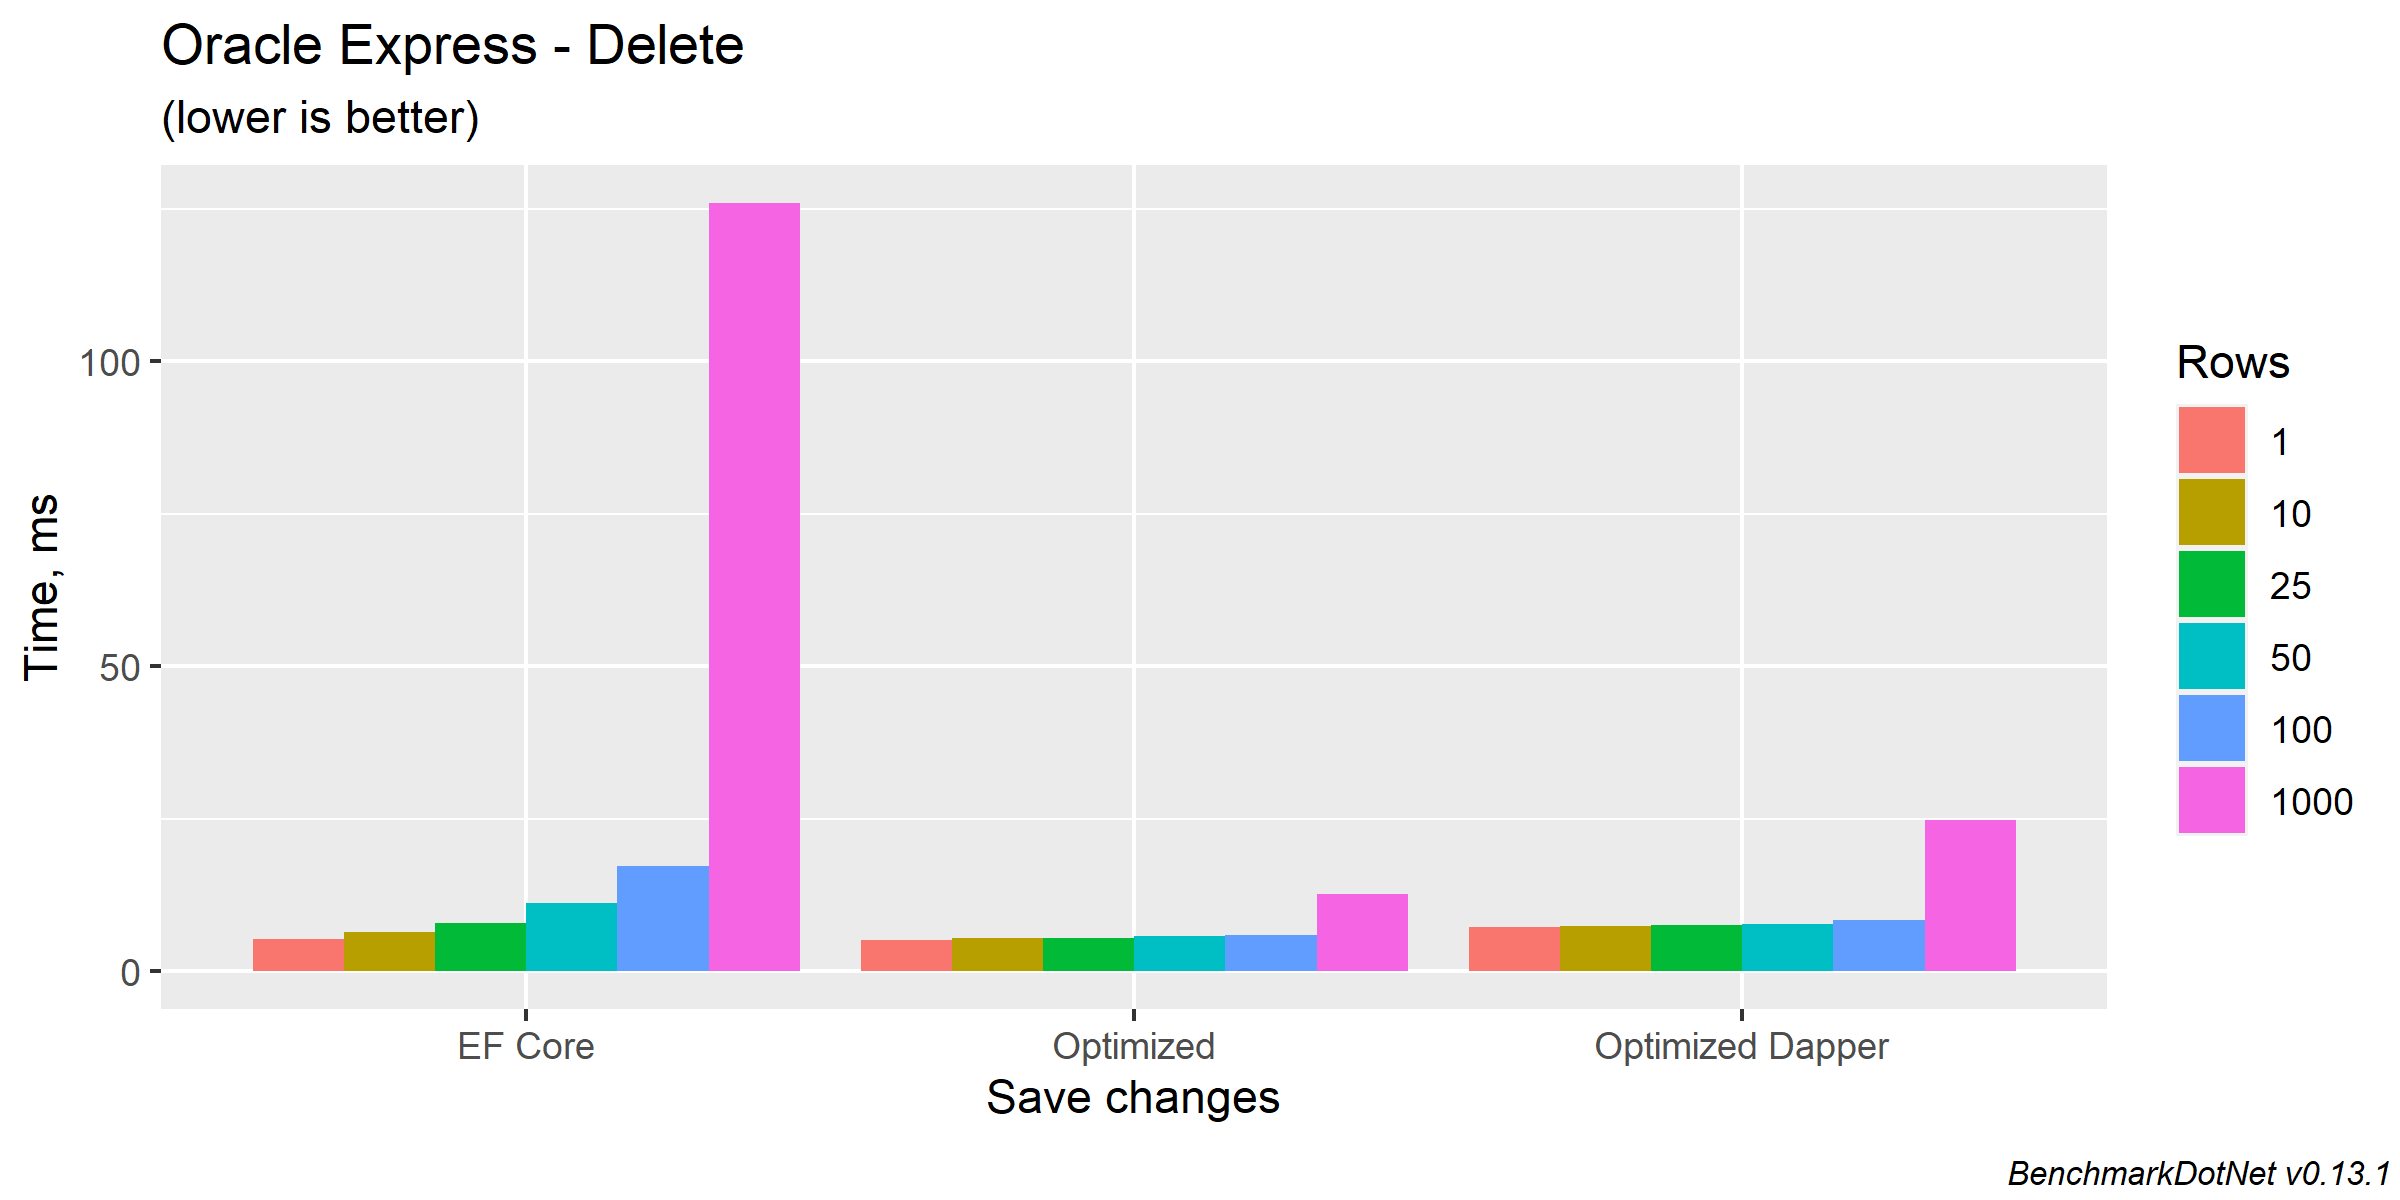 Oracle Express - Delete
(lower is better)
Time, ms
100
50
0
EF Core
Optimized
Optimized Dapper
Save changes
Rows
1
10
25
50
100
1000
BenchmarkDotNet v0.13.1